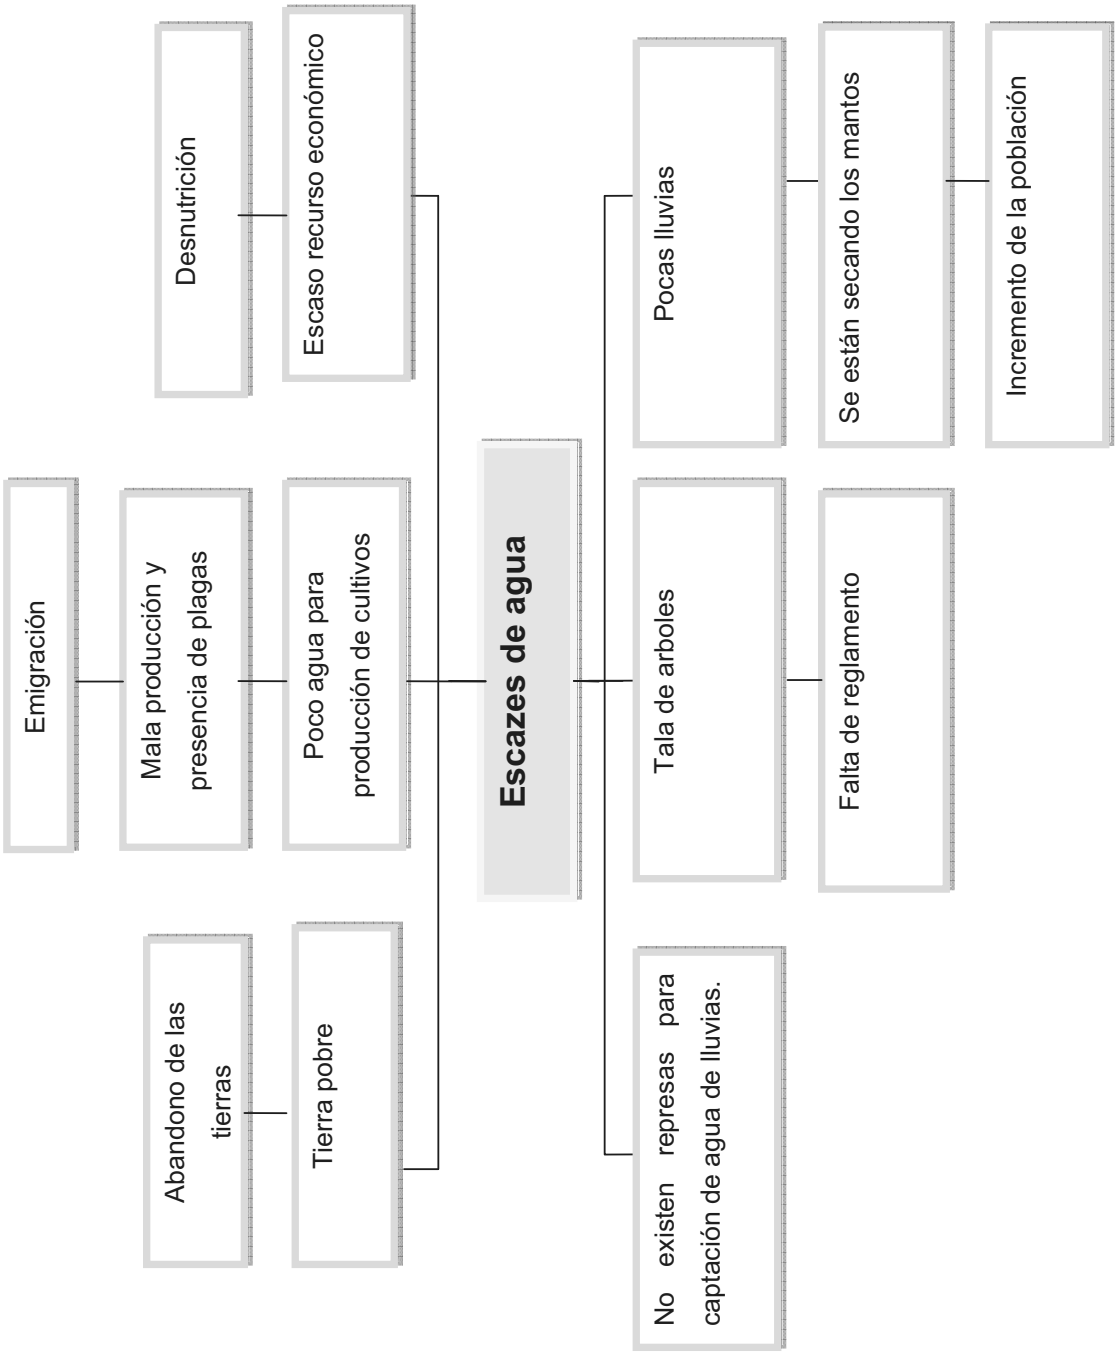 Emigración
Abandono de las
tierras
Mala producción y
presencia de plagas
Desnutrición
Tierra pobre
Poco agua para
producción de cultivos
Escaso recurso económico
Escazes de agua
No existen represas para
captación de agua de lluvias.
Tala de arboles
Pocas lluvias
Falta de reglamento
Se están secando los mantos
Incremento de la población